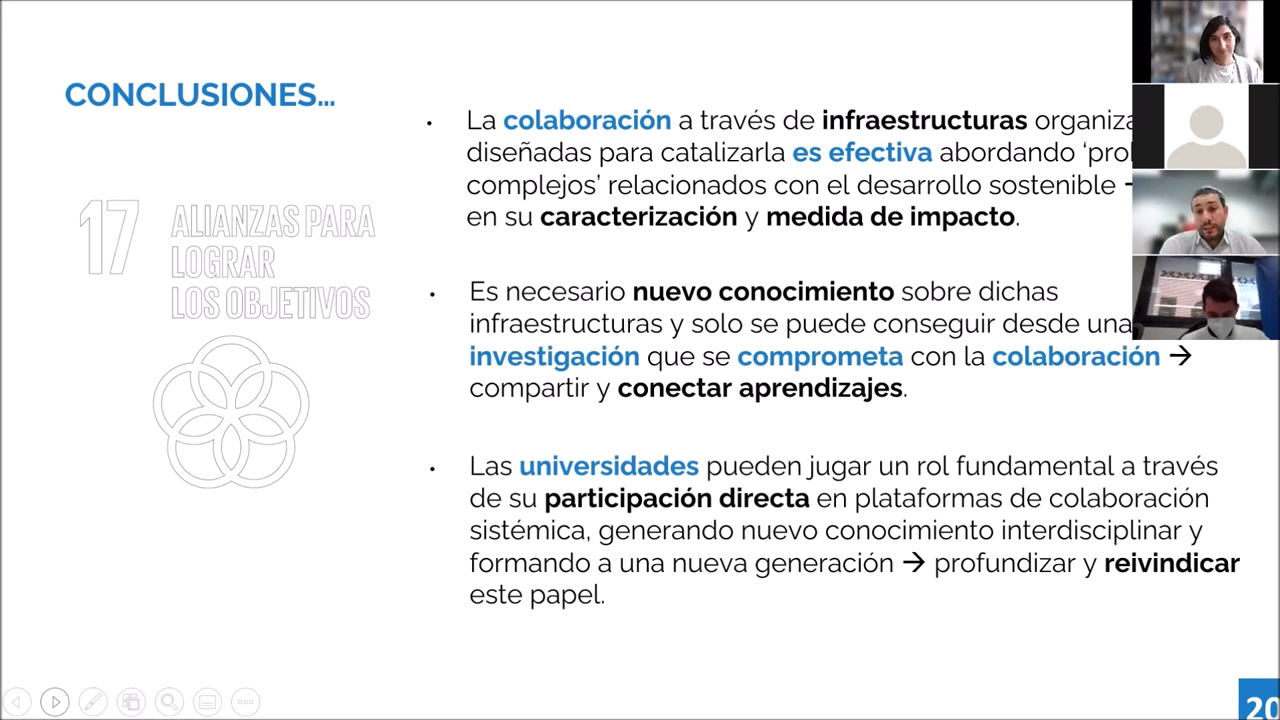 CONCLUSIONES...
17 ALIANZAS PARA
LOGRAR
LOS OBJETIVOS
• La colaboración a través de infraestructuras
diseñadas para catalizarla es efectiva abordando
complejos’ relacionados con el desarrollo sostenible
en su caracterización y medida de impacto.
• Es necesario nuevo conocimiento sobre dichas
infraestructuras y solo se puede conseguir desde una
investigación que se comprometa con la colaboración →
compartir y conectar aprendizajes.
• Las universidades pueden jugar un rol fundamental a través
de su participación directa en plataformas de colaboración
sistémica, generando nuevo conocimiento interdisciplinar y
formando a una nueva generación → profundizar y reivindicar
este papel.
20